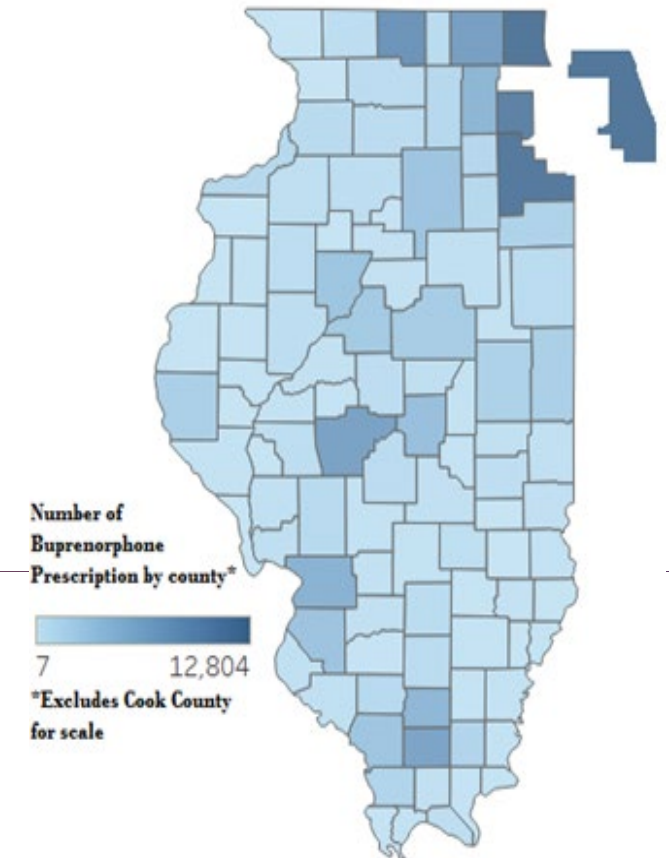 Number of
Buprenorphone
Prescription by county*
7 12,804
*Excludes Cook County
for scale